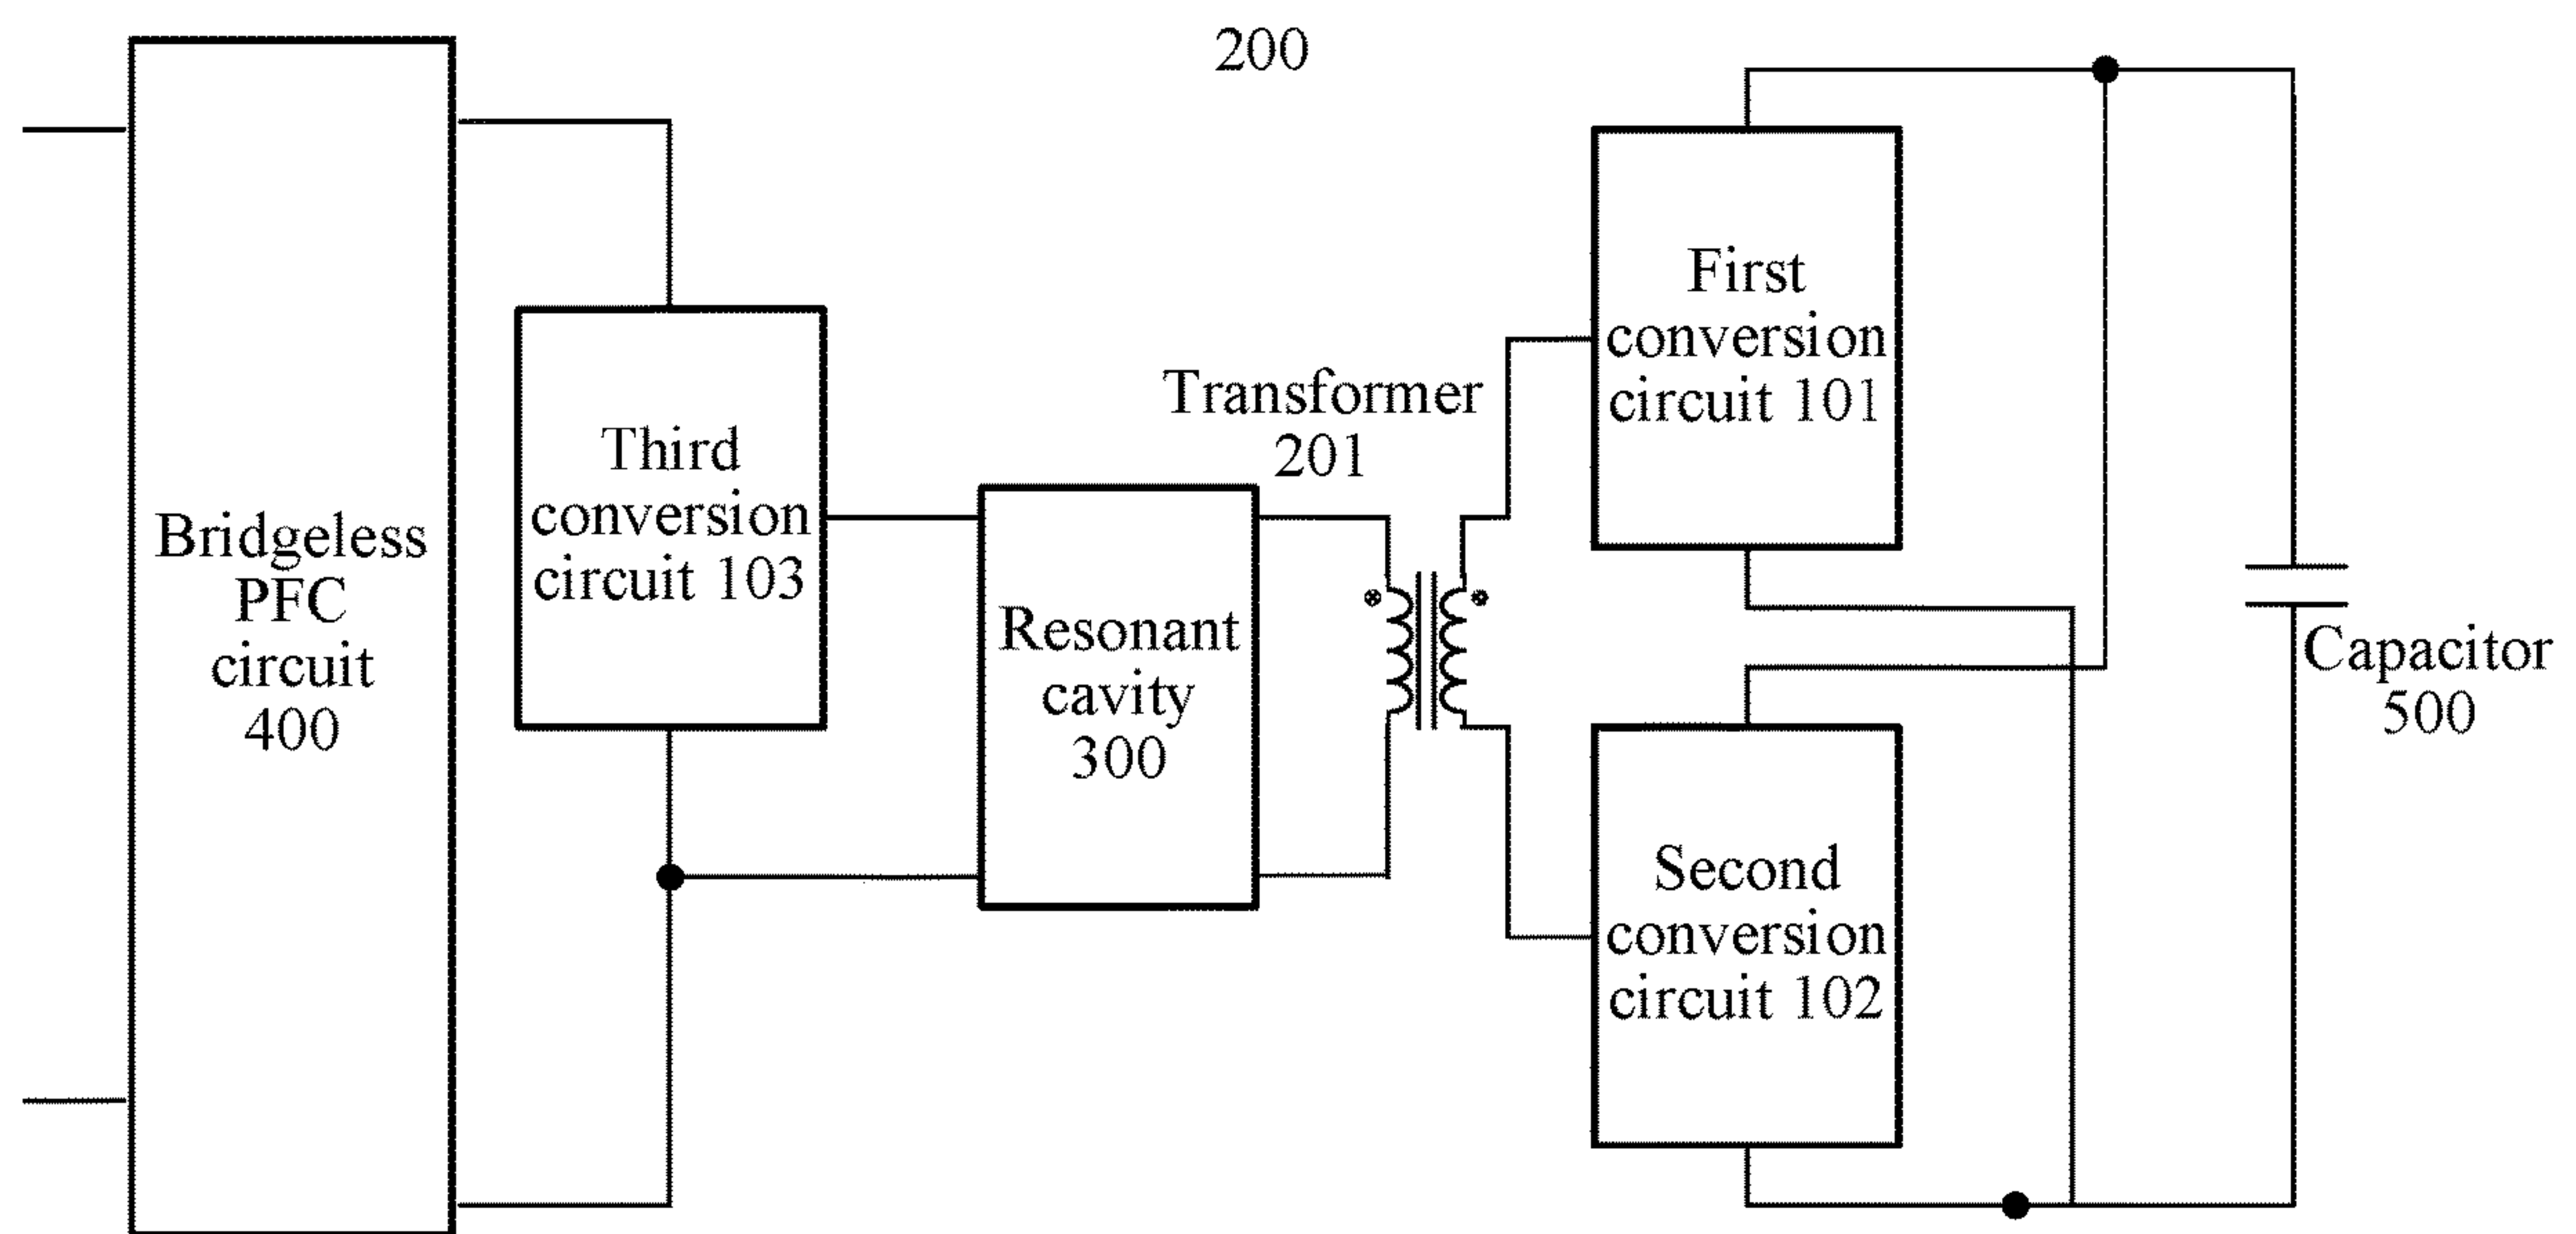 200
Bridgeless
PFC
circuit
400
Third
conversion
circuit 103
Resonant
cavity
300
Transformer
201
First
conversion
circuit 101
Second
conversion
circuit 102
Capacitor
500